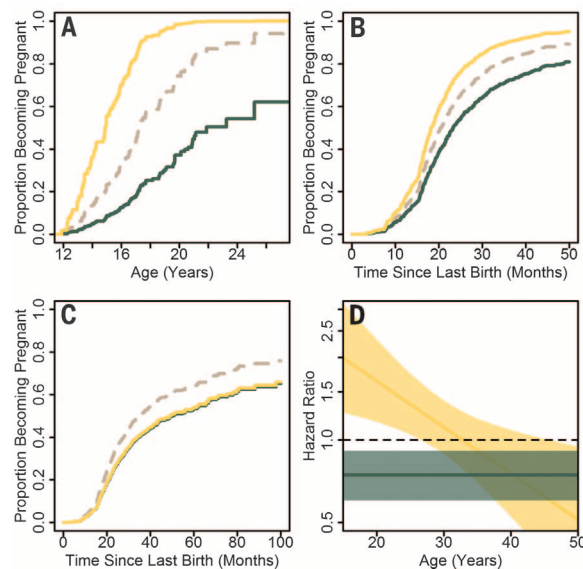 A
Proportion Becoming Pregnant
0.0 0.2 0.4 0.6 0.8 1.0
12 16 20 24
Age (Years)
B
Proportion Becoming Pregnant
0.0 0.2 0.4 0.6 0.8 1.0
0 10 20 30 40 50
Time Since Last Birth (Months)
C
Proportion Becoming Pregnant
0.0 0.2 0.4 0.6 0.8 1.0
0 20 40 60 80 100
Time Since Last Birth (Months)
D
Hazard Ratio
0.5 1.0 1.5 2.5
20 30 40 50
Age (Years)